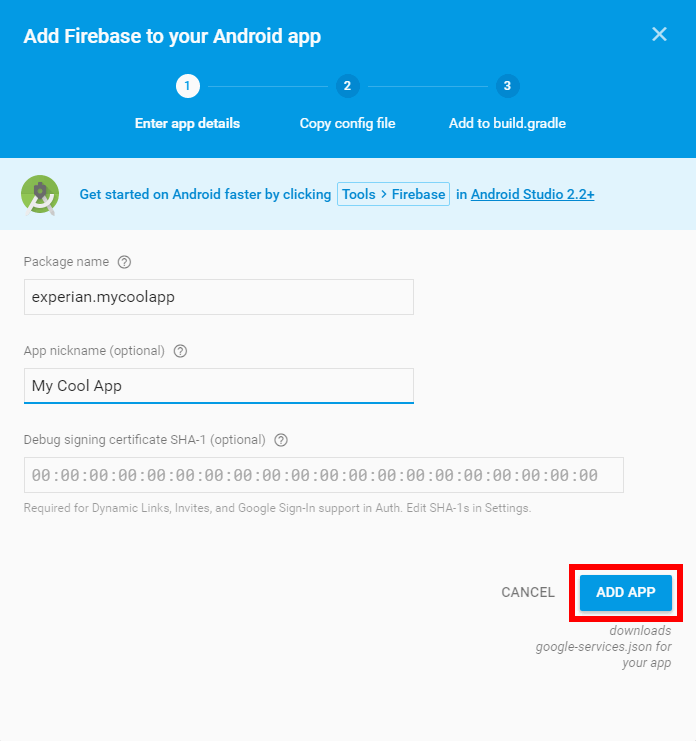 Add Firebase to your Android app
1 2 3
Enter app details Copy config file Add to build.gradle
Get started on Android faster by clicking Tools > Firebase in Android Studio 2.2+
Package name ?
experian.mycoolapp
App nickname (optional) ?
My Cool App
Debug signing certificate SHA-1 (optional) ?
00:00:00:00:00:00:00:00:00:00:00:00:00:00:00:00:00:00:00:00
Required for Dynamic Links, Invites, and Google Sign-In support in Auth. Edit SHA-1s in Settings.
CANCEL ADD APP
downloads
google-services.json for
your app